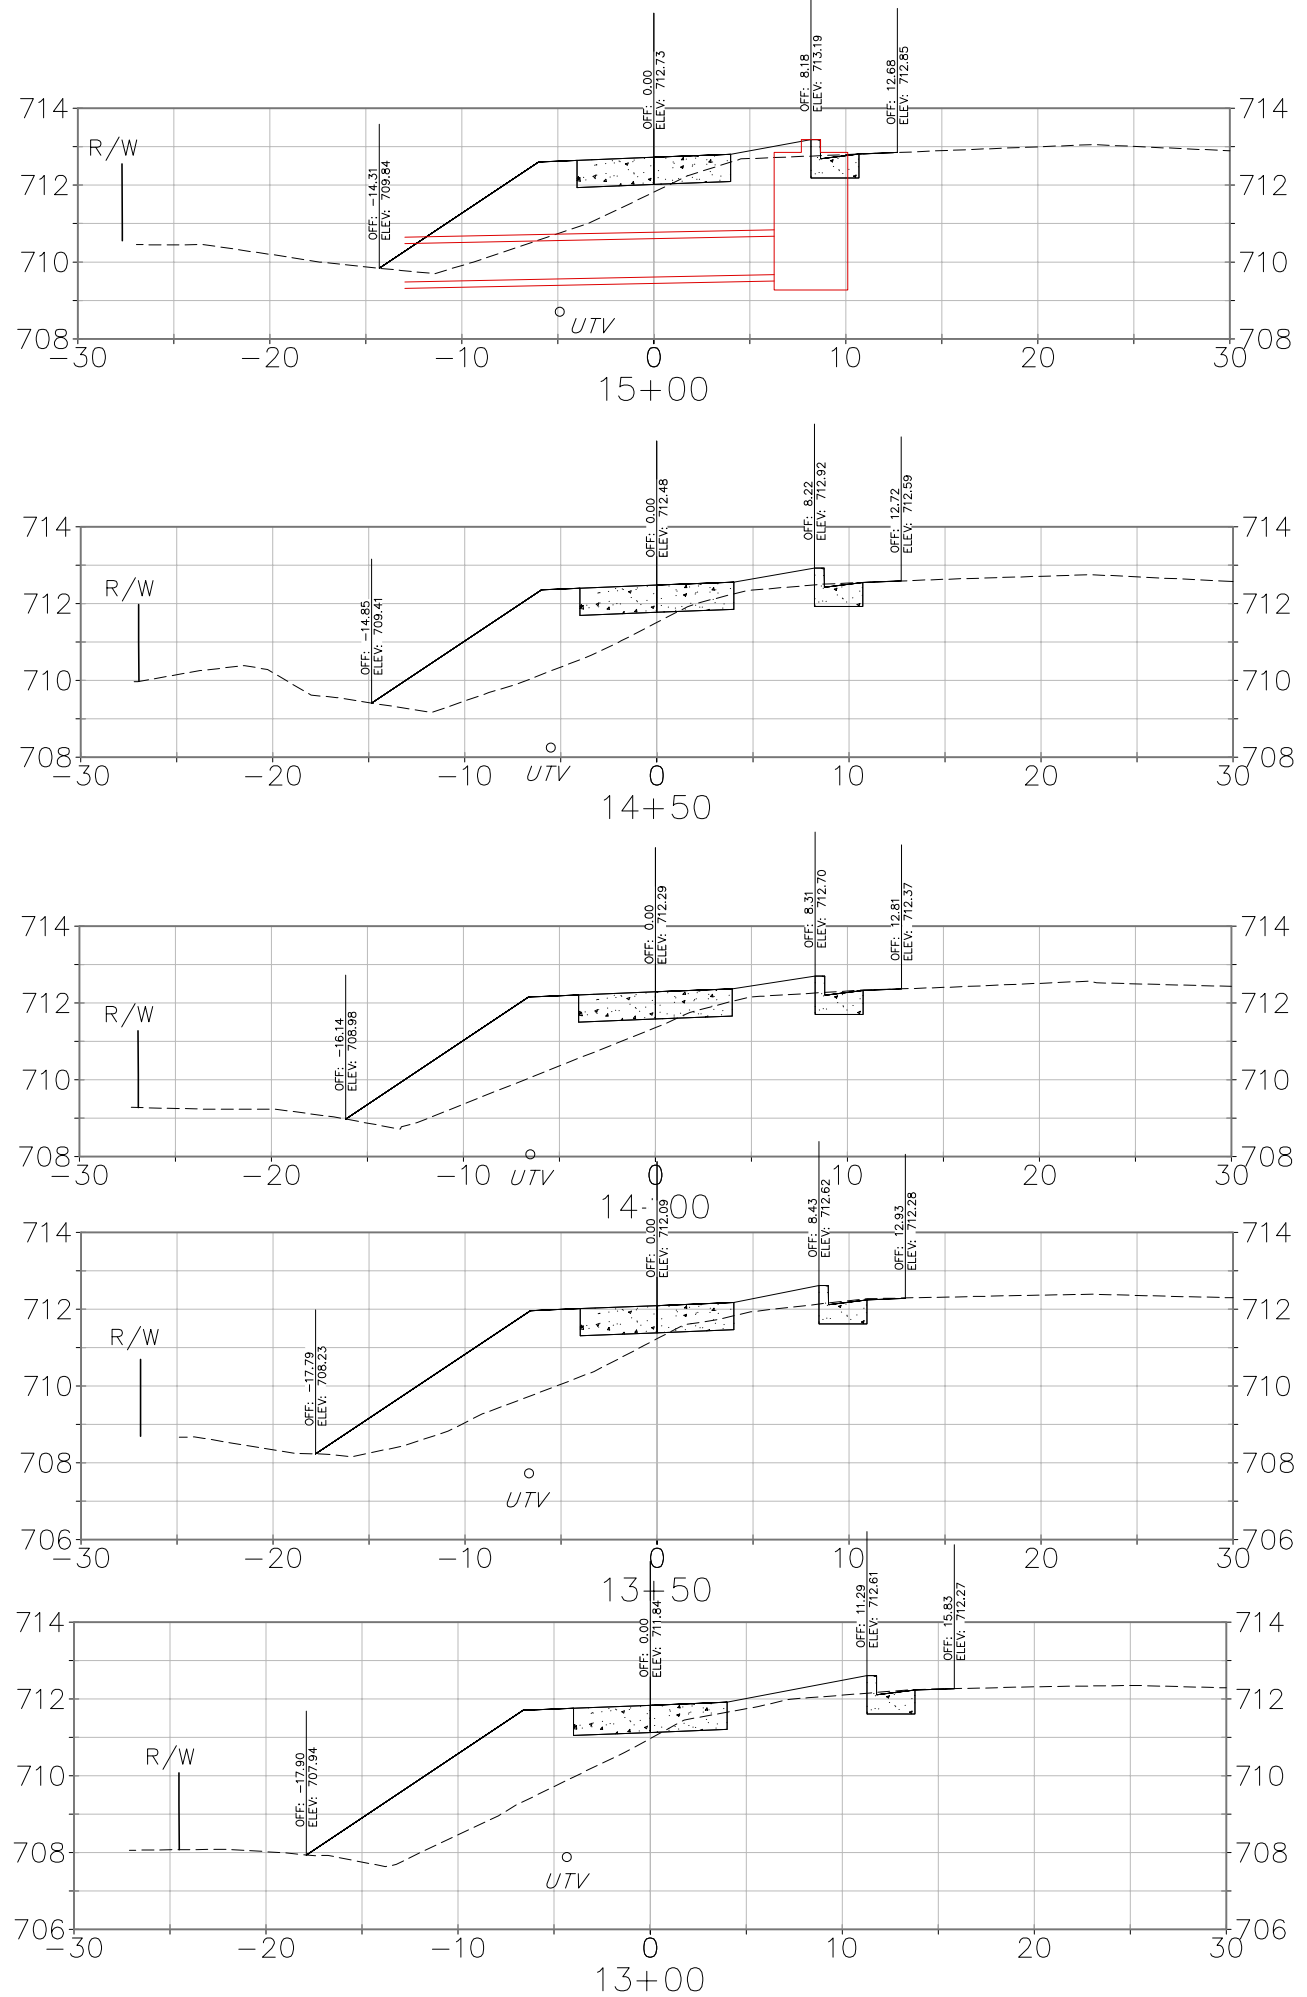 OFF: 0.00
ELEV: 712.73
OFF: 8.18
ELEV: 713.19
OFF: 12.68
ELEV: 712.85
714
714
R/W
OFF: -14.31
ELEV: 709.84
712
712
710
710
UTV
708
708
-30
-20
-10
0
10
20
30
15+00
OFF: 0.00
ELEV: 712.48
OFF: 8.22
ELEV: 712.92
OFF: 12.72
ELEV: 712.59
714
714
R/W
OFF: -14.85
ELEV: 709.41
712
712
710
710
708
708
UTV
-30
-20
-10
0
10
20
30
14+50
OFF: 0.00
ELEV: 712.29
OFF: 8.31
ELEV: 712.70
OFF: 12.81
ELEV: 712.37
714
714
R/W
OFF: -16.14
ELEV: 708.98
712
712
710
710
708
708
UTV
-30
-20
-10
0
10
20
30
14+00
OFF: 0.00
ELEV: 712.09
OFF: 8.43
ELEV: 712.62
OFF: 12.93
ELEV: 712.28
714
714
712
712
R/W
OFF: -17.79
ELEV: 708.23
710
710
708
708
UTV
706
706
-30
-20
-10
0
10
20
30
13+50
OFF: 0.00
ELEV: 711.84
OFF: 11.29
ELEV: 712.61
OFF: 15.83
ELEV: 712.27
714
714
712
712
R/W
OFF: -17.90
ELEV: 707.94
710
710
708
708
UTV
706
706
-30
-20
-10
0
10
20
30
13+00